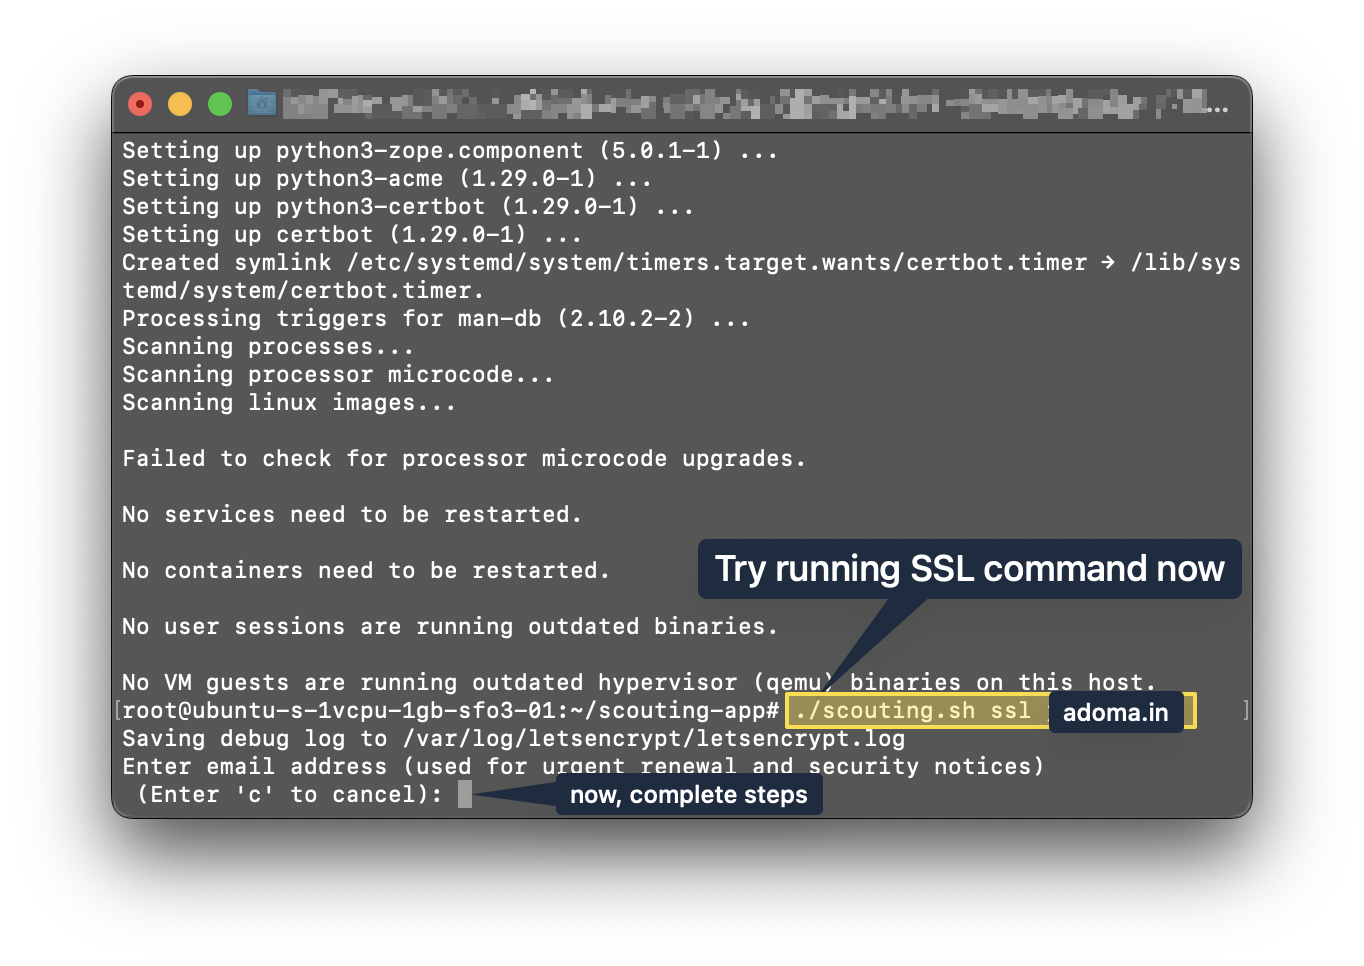 ...
Setting up python3-zope.component (5.0.1-1) ...
Setting up python3-acme (1.29.0-1) ...
Setting up python3-certbot (1.29.0-1) ...
Setting up certbot (1.29.0-1) ...
Created symlink /etc/systemd/system/timers.target.wants/certbot.timer → /lib/sys
temd/system/certbot.timer.
Processing triggers for man-db (2.10.2-2) ...
Scanning processes...
Scanning processor microcode...
Scanning linux images...
Failed to check for processor microcode upgrades.
No services need to be restarted.
No containers need to be restarted.
Try running SSL command now
No user sessions are running outdated binaries.
No VM guests are running outdated hypervisor (qemu) binaries on this host.
[root@ubuntu-s-1vcpu-1gb-sfo3-01:~/scouting-app# ./scouting.sh ssl adoma.in ]
Saving debug log to /var/log/letsencrypt/letsencrypt.log
Enter email address (used for urgent renewal and security notices)
(Enter 'c' to cancel): now, complete steps